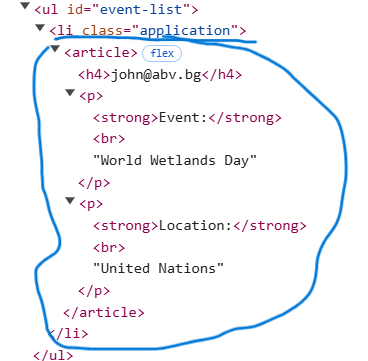 <ul id="event-list">
<li class="application">
<article> flex
<h4>john@abv.bg</h4>
<p>
<strong>Event:</strong>
<br>
"World Wetlands Day"
</p>
<p>
<strong>Location:</strong>
<br>
"United Nations"
</p>
</article>
</li>
</ul>